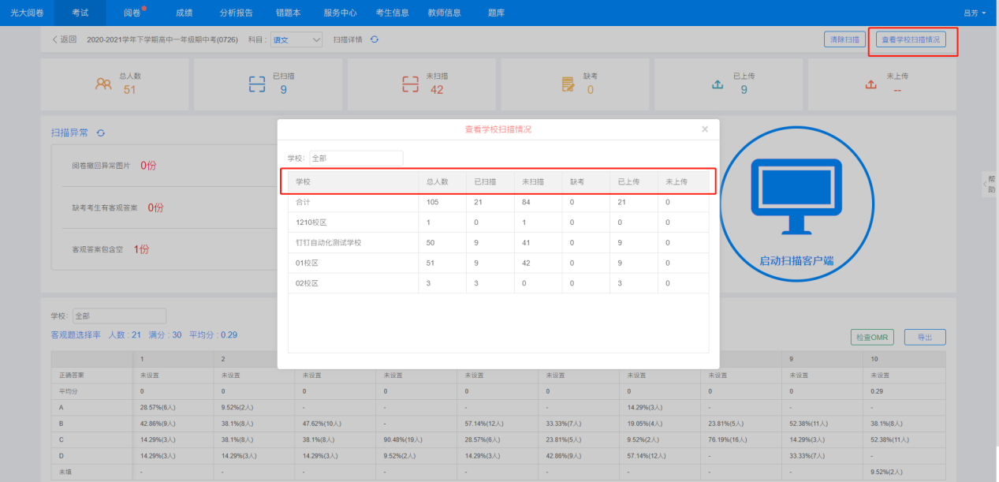 光大阅卷 考试 阅卷 成绩 分析报告 错题本 服务中心 考生信息 教师信息 题库 吕芳
返回 2020-2021学年下学期高中一年级期中考(0726) 科目: 语文 扫描详情 清除扫描 查看学校扫描情况
总人数 已扫描 未扫描 缺考 已上传 未上传
51 9 42 0 9 --
扫描异常
阅卷撤回异常图片 0份
缺考考生有客观答案 0份
客观答案包含空 1份
查看学校扫描情况 ×
学校: 全部
学校 总人数 已扫描 未扫描 缺考 已上传 未上传
合计 105 21 84 0 21 0
1210校区 1 0 1 0 0 0
钉钉自动化测试学校 50 9 41 0 9 0
01校区 51 9 42 0 9 0
02校区 3 3 0 0 3 0
启动扫描客户端
帮
助
学校: 全部
客观题选择率 人数 : 21 满分 : 30 平均分 : 0.29 检查OMR 导出
1 2 9 10
正确答案 未设置 未设置 未设置 未设置 未设置 未设置 未设置 未设置 未设置 未设置
平均分 0 0 0 0 0 0 0 0 0 0.29
A 28.57%(6人) 9.52%(2人) - - - - 14.29%(3人) - - -
B 42.86%(9人) 38.1%(8人) 47.62%(10人) - 57.14%(12人) 33.33%(7人) 19.05%(4人) 23.81%(5人) 52.38%(11人) 38.1%(8人)
C 14.29%(3人) 38.1%(8人) 38.1%(8人) 90.48%(19人) 28.57%(6人) 23.81%(5人) 9.52%(2人) 76.19%(16人) 14.29%(3人) 52.38%(11人)
D 14.29%(3人) 14.29%(3人) 14.29%(3人) 9.52%(2人) 14.29%(3人) 42.86%(9人) 57.14%(12人) - 33.33%(7人) -
未填 - - - - - - - - - 9.52%(2人)